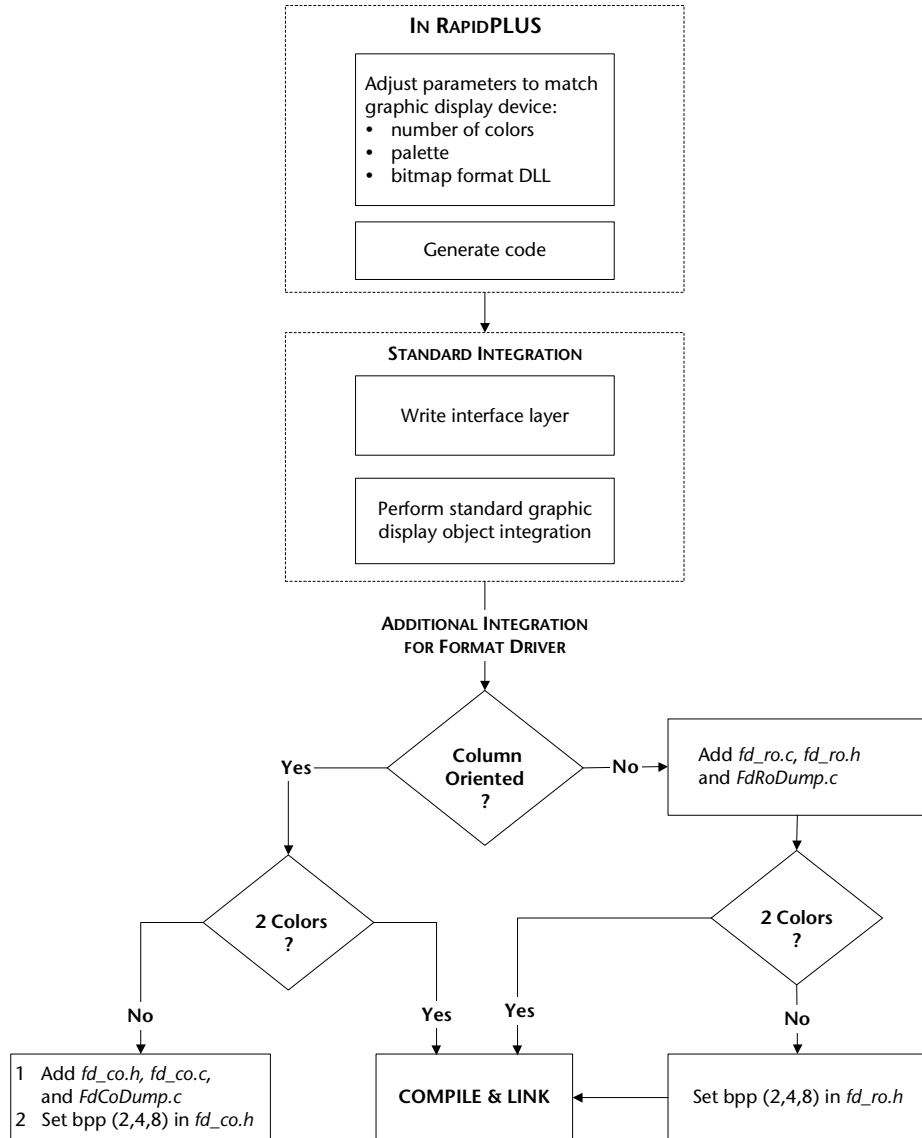 IN RAPIDPLUS
Adjust parameters to match
graphic display device:
• number of colors
• palette
• bitmap format DLL
Generate code
STANDARD INTEGRATION
Write interface layer
Perform standard graphic
display object integration
ADDITIONAL INTEGRATION
FOR FORMAT DRIVER
Column
Oriented
?
Yes
No
Add fd_ro.c, fd_ro.h
and FdRoDump.c
2 Colors
?
2 Colors
?
No
Yes
Yes
No
1 Add fd_co.h, fd_co.c,
and FdCoDump.c
2 Set bpp (2,4,8) in fd_co.h
COMPILE & LINK
Set bpp (2,4,8) in fd_ro.h